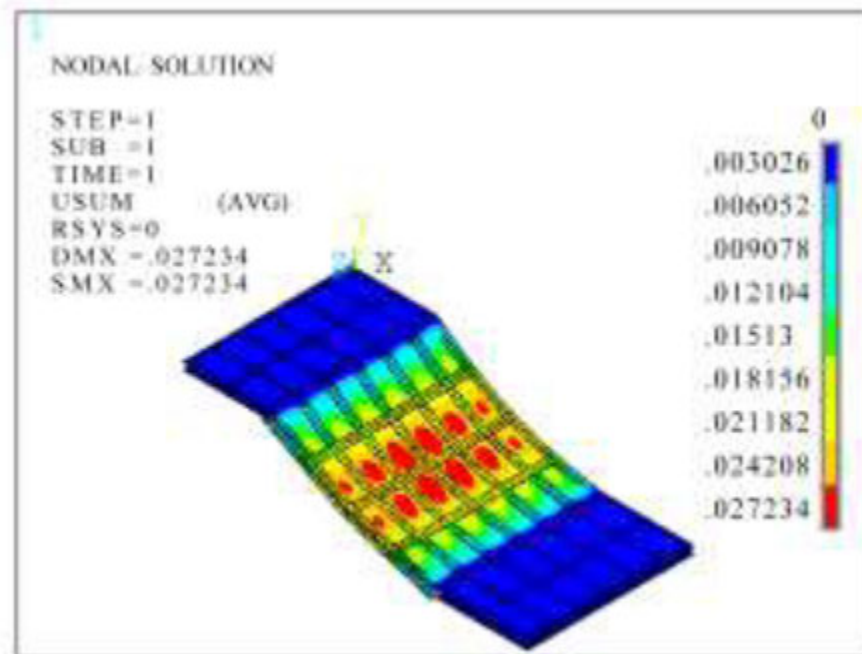 NODAL SOLUTION
STEP=1
SUB =1
TIME=1
USUM (AVG)
RSYS=0
DMX =.027234
SMX =.027234
X
0
.003026
.006052
.009078
.012104
.01513
.018156
.021182
.024208
.027234